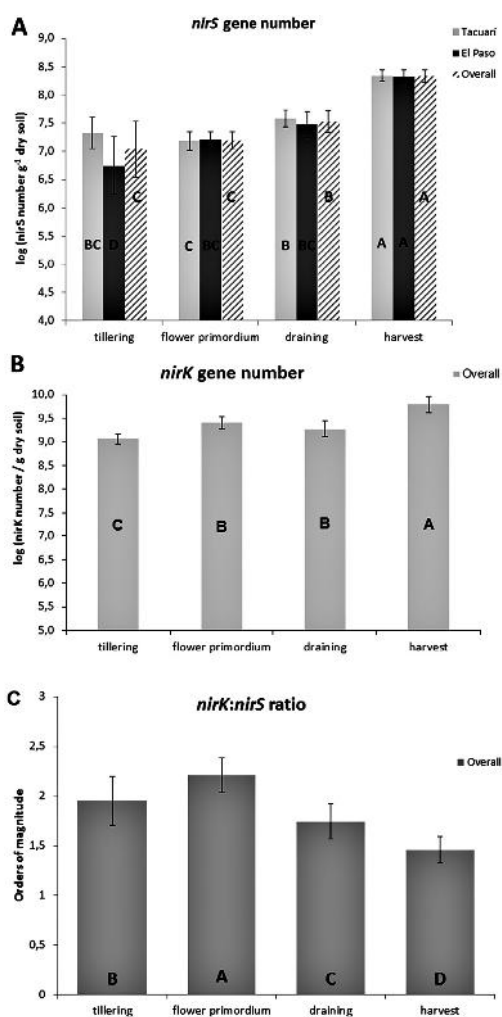 A
nirS gene number
Tacuarí
El Paso
Overall
log (nirS number g⁻¹ dry soil)
9,0
8,5
8,0
7,5
7,0
6,5
6,0
5,5
5,0
4,5
4,0
BC D C
C BC C
B BC B
A A A
tillering flower primordium draining harvest
B
nirK gene number
Overall
log (nirK number / g dry soil)
10,0
9,5
9,0
8,5
8,0
7,5
7,0
6,5
6,0
5,5
5,0
C B B A
tillering flower primordium draining harvest
C
nirK:nirS ratio
Overall
Orders of magnitude
3
2,5
2
1,5
1
0,5
0
B A C D
tillering flower primordium draining harvest